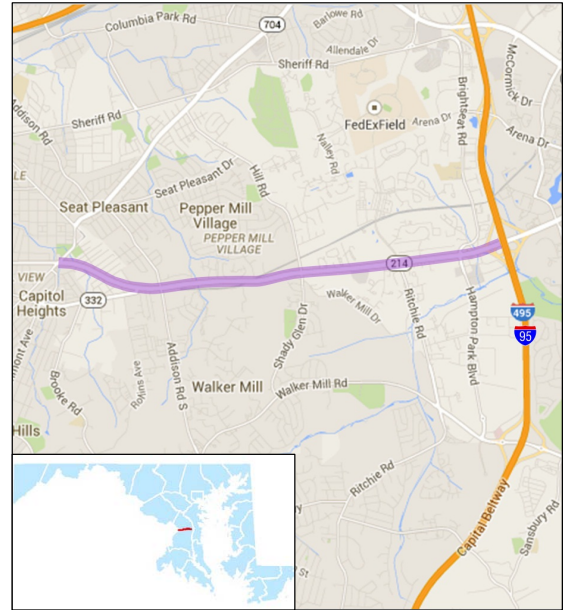 Columbia Park Rd
704
Barlowe Rd
Allendale Dr
Sheriff Rd
McCormick Dr
Addison Rd
Sheriff Rd
FedExField
Arena Dr
Brightseat Rd
Arena Dr
Nalley Rd
Hill Rd
Seat Pleasant Dr
Seat Pleasant
Pepper Mill
Village
PEPPER MILL
VILLAGE
214
VIEW
Capitol
Heights
332
Walker Mill Dr
Ritchie Rd
Hampton Park Blvd
495
95
Shady Glen Dr
Addison Rd S
Rollins Ave
Brooke Rd
Walker Mill
Walker Mill Rd
Hills
Ritchie Rd
Capital Beltway
Sansbury Rd